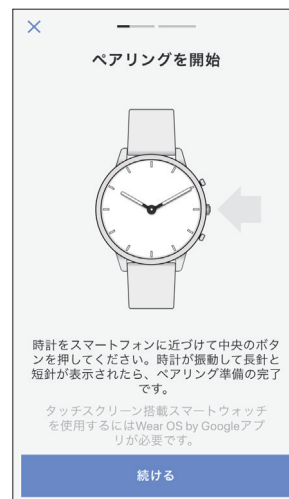 ペアリングを開始
時計をスマートフォンに近づけて中央のボタ
ンを押してください。時計が振動して長針と
短針が表示されたら、ペアリング準備の完了
です。
タッチスクリーン搭載スマートウォッチ
を使用するにはWear OS by Googleアプ
リが必要です。
続ける